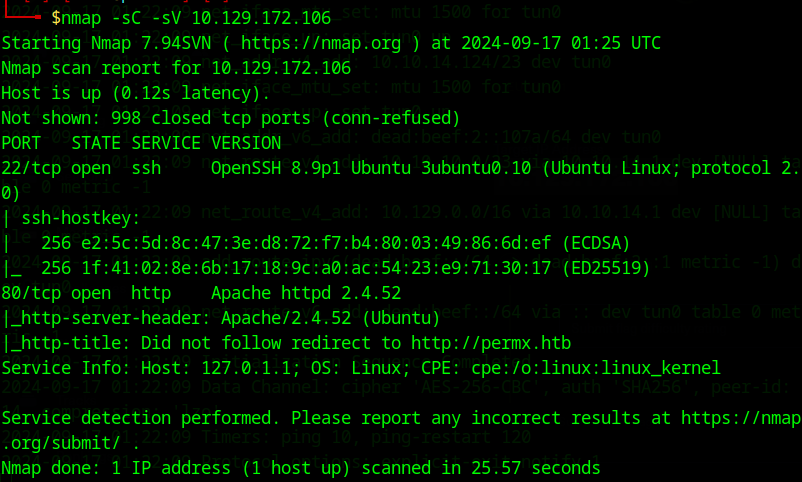 $nmap -sC -sV 10.129.172.106
Starting Nmap 7.94SVN ( https://nmap.org ) at 2024-09-17 01:25 UTC
Nmap scan report for 10.129.172.106
Host is up (0.12s latency).
Not shown: 998 closed tcp ports (conn-refused)
PORT   STATE SERVICE VERSION
22/tcp open  ssh     OpenSSH 8.9p1 Ubuntu 3ubuntu0.10 (Ubuntu Linux; protocol 2.
0)
| ssh-hostkey:
|   256 e2:5c:5d:8c:47:3e:d8:72:f7:b4:80:03:49:86:6d:ef (ECDSA)
|_  256 1f:41:02:8e:6b:17:18:9c:a0:ac:54:23:e9:71:30:17 (ED25519)
80/tcp open  http    Apache httpd 2.4.52
|_http-server-header: Apache/2.4.52 (Ubuntu)
|_http-title: Did not follow redirect to http://permx.htb
Service Info: Host: 127.0.1.1; OS: Linux; CPE: cpe:/o:linux:linux_kernel

Service detection performed. Please report any incorrect results at https://nmap
.org/submit/ .
Nmap done: 1 IP address (1 host up) scanned in 25.57 seconds